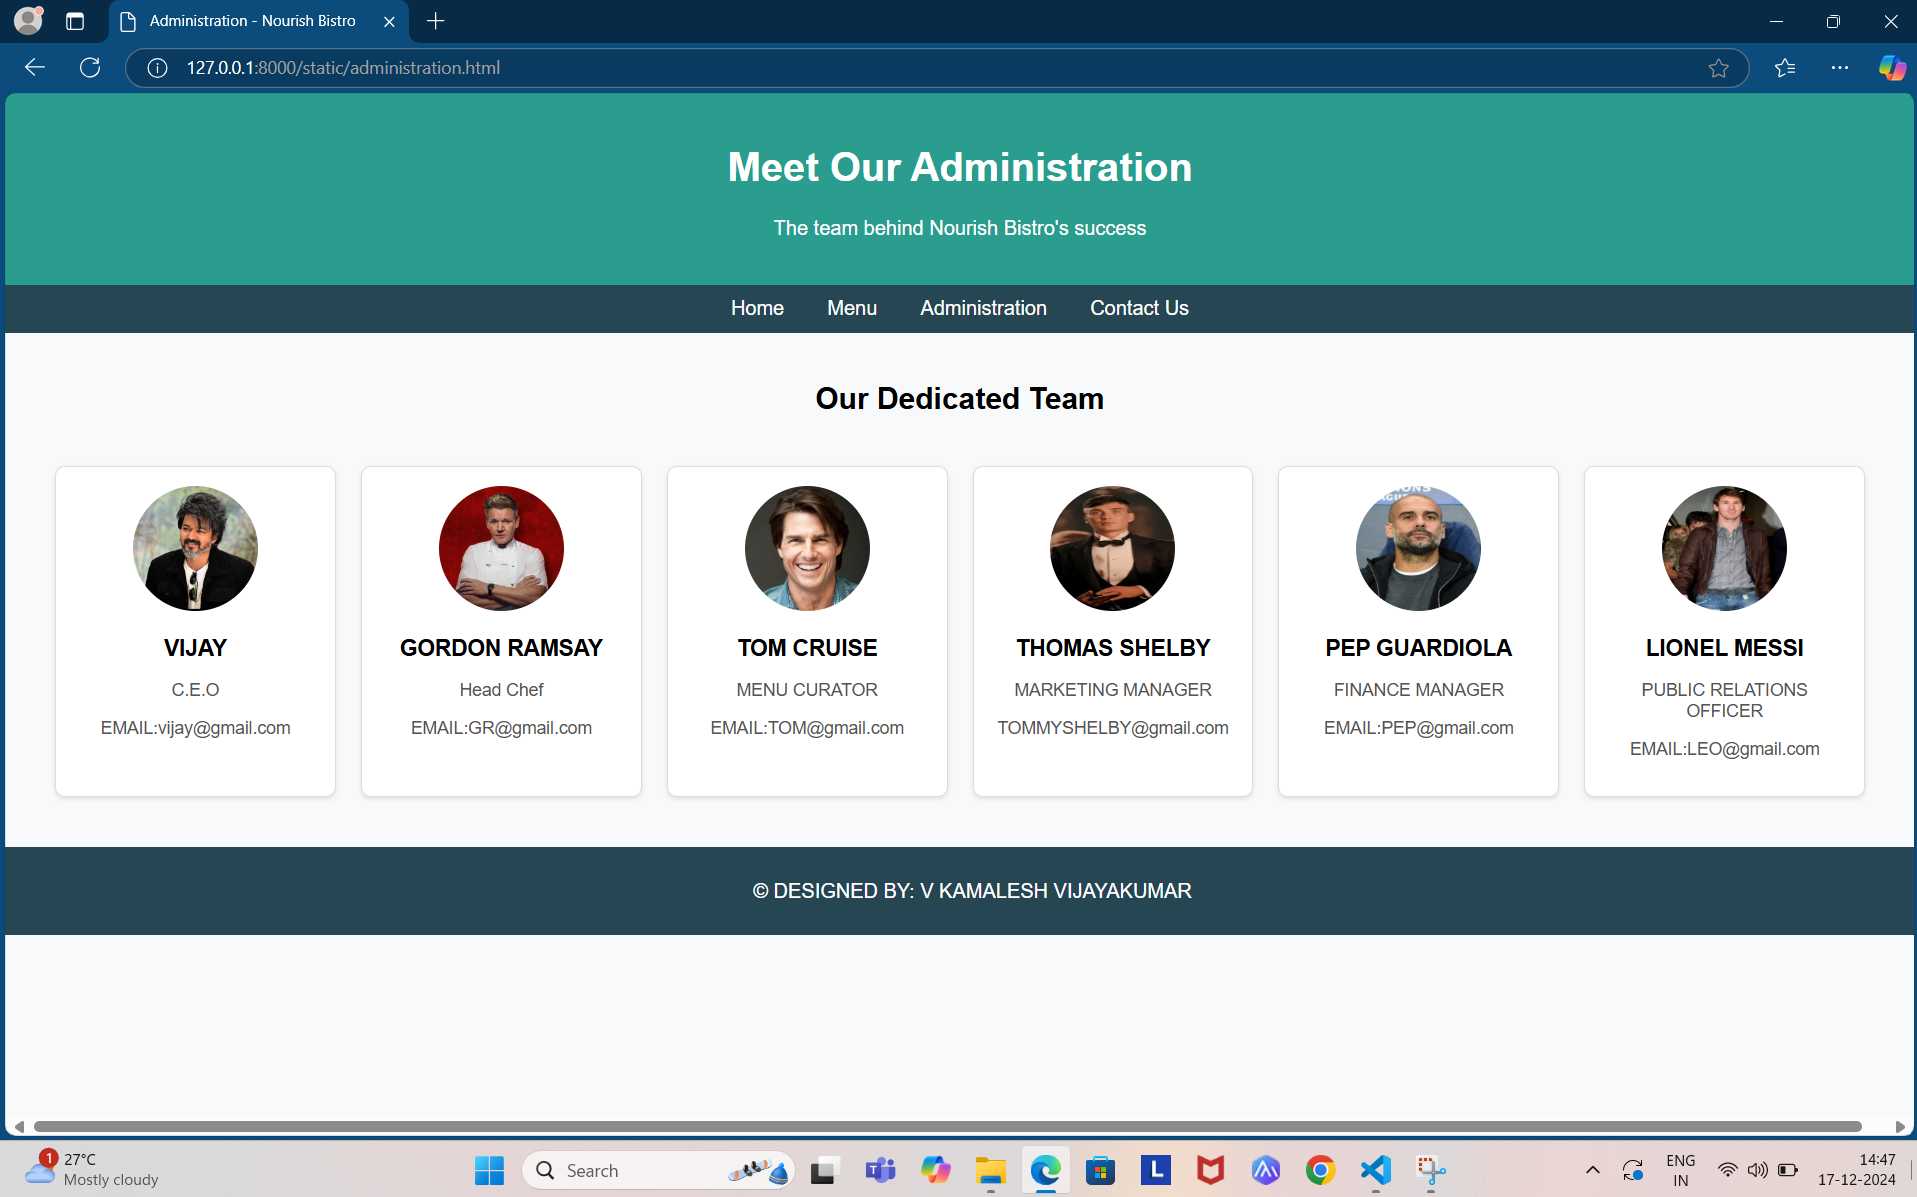 Administration - Nourish Bistro
127.0.0.1:8000/static/administration.html
Meet Our Administration
The team behind Nourish Bistro's success
Home Menu Administration Contact Us
Our Dedicated Team
VIJAY
C.E.O
EMAIL:vijay@gmail.com
GORDON RAMSAY
Head Chef
EMAIL:GR@gmail.com
TOM CRUISE
MENU CURATOR
EMAIL:TOM@gmail.com
THOMAS SHELBY
MARKETING MANAGER
TOMMYSHELBY@gmail.com
PEP GUARDIOLA
FINANCE MANAGER
EMAIL:PEP@gmail.com
LIONEL MESSI
PUBLIC RELATIONS
OFFICER
EMAIL:LEO@gmail.com
© DESIGNED BY: V KAMALESH VIJAYAKUMAR
1
27°C
Mostly cloudy
Search
L
ENG
IN
14:47
17-12-2024